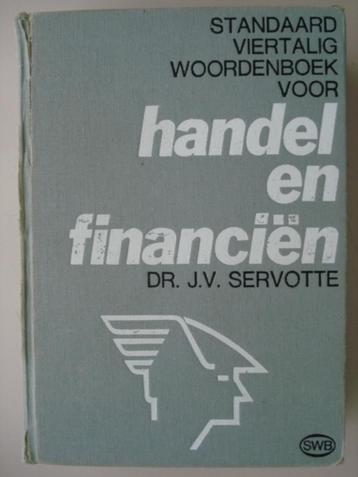 STANDAARD
VIERTALIG
WOORDENBOEK
VOOR
handel
en
financiën
DR. J.V. SERVOTTE
SWB